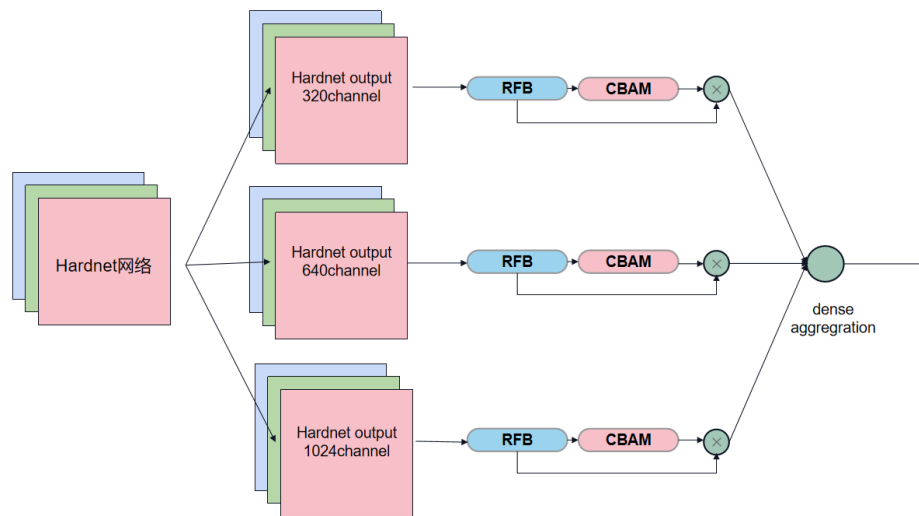 Hardnet网络
Hardnet output
320channel
RFB
CBAM
Hardnet output
640channel
RFB
CBAM
Hardnet output
1024channel
RFB
CBAM
dense
aggregration